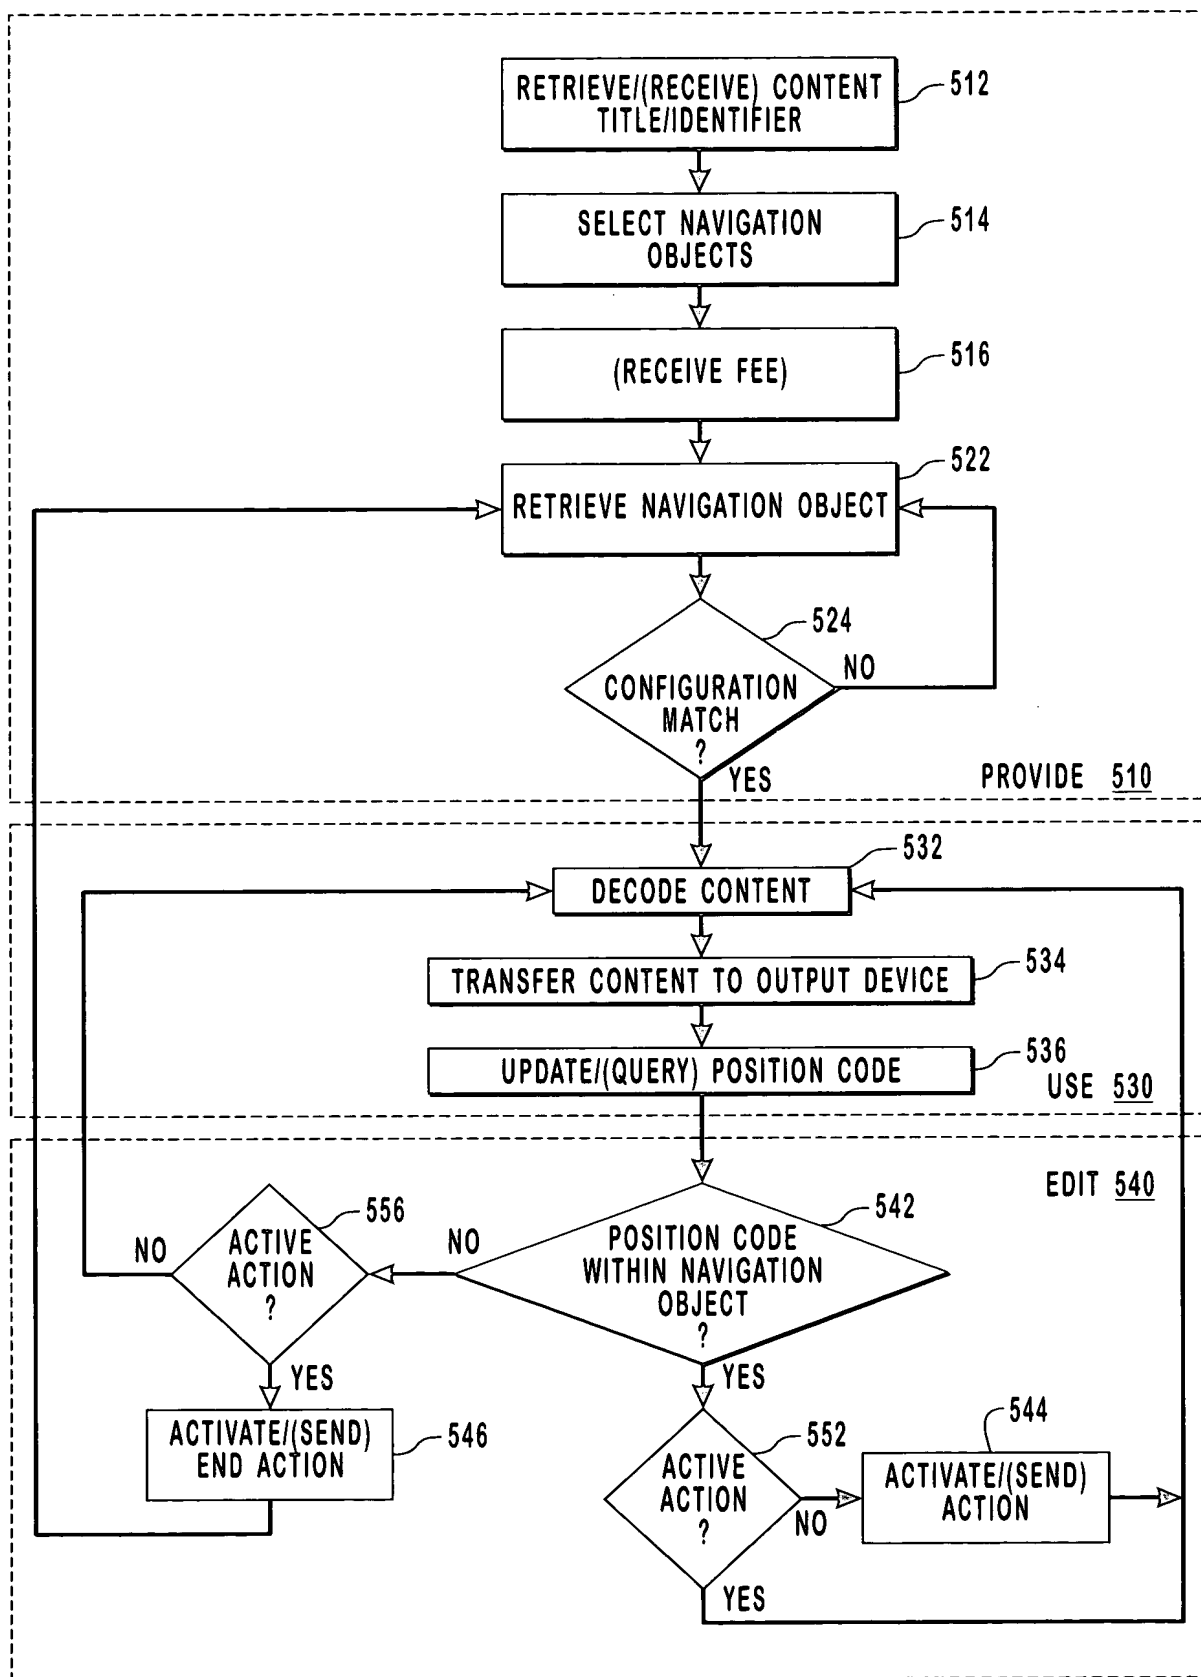 RETRIEVE/(RECEIVE) CONTENT
TITLE/IDENTIFIER
512
SELECT NAVIGATION
OBJECTS
514
(RECEIVE FEE)
516
522
RETRIEVE NAVIGATION OBJECT
524
NO
CONFIGURATION
MATCH
?
YES
PROVIDE 510
532
DECODE CONTENT
534
TRANSFER CONTENT TO OUTPUT DEVICE
536
UPDATE/(QUERY) POSITION CODE
USE 530
EDIT 540
556
ACTIVE
ACTION
?
NO
NO
542
POSITION CODE
WITHIN NAVIGATION
OBJECT
?
YES
YES
ACTIVATE/(SEND)
END ACTION
546
552
ACTIVE
ACTION
?
NO
544
ACTIVATE/(SEND)
ACTION
YES